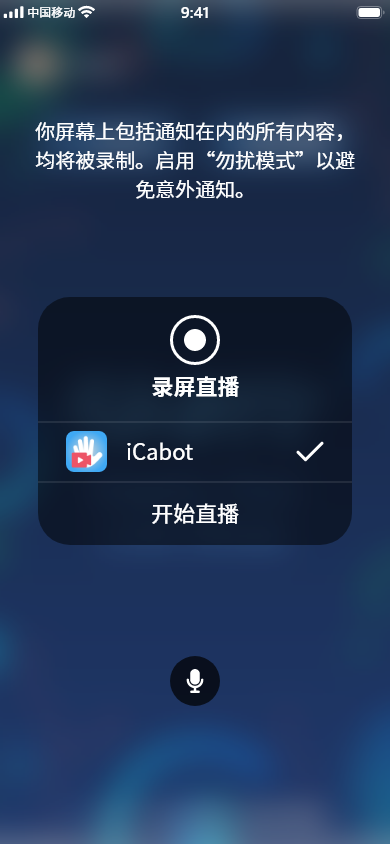 中国移动 9:41
你屏幕上包括通知在内的所有内容，
均将被录制。启用“勿扰模式”以避
免意外通知。
录屏直播
iCabot
开始直播